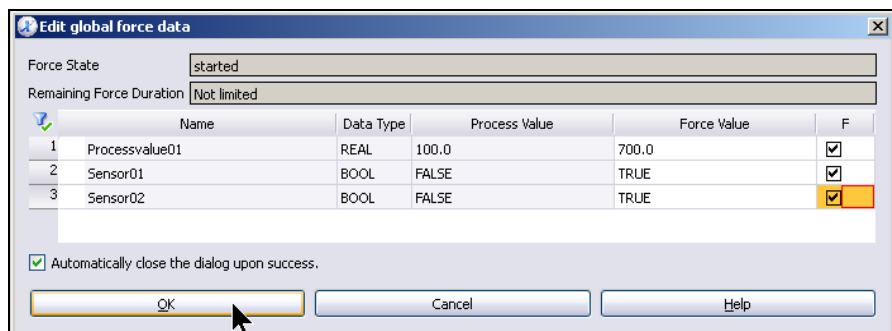 Edit global force data
Force State started
Remaining Force Duration Not limited
Name Data Type Process Value Force Value F
1 Processvalue01 REAL 100.0 700.0
2 Sensor01 BOOL FALSE TRUE
3 Sensor02 BOOL FALSE TRUE
Automatically close the dialog upon success.
OK Cancel Help